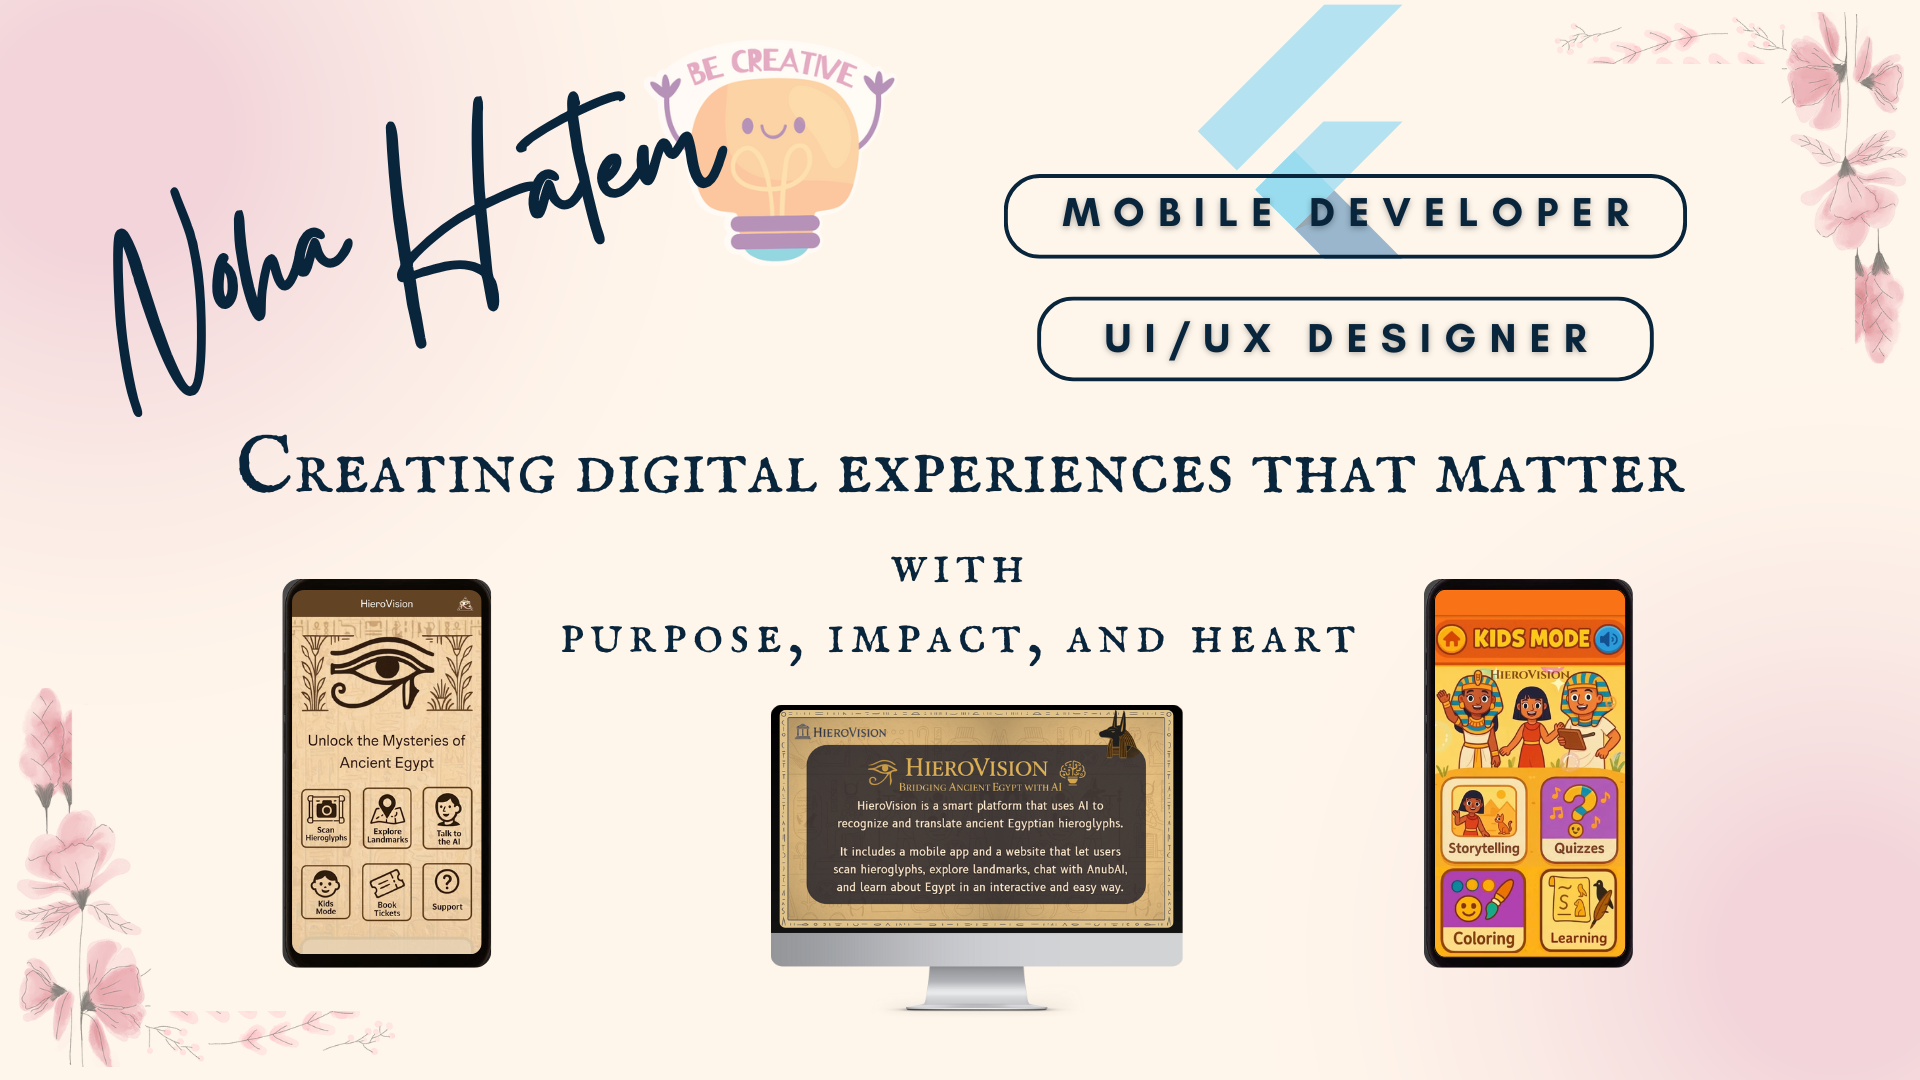 BE CREATIVE
Noha Hatem
MOBILE DEVELOPER
UI/UX DESIGNER
Creating digital experiences that matter
with
purpose, impact, and heart
HieroVision
Unlock the Mysteries of
Ancient Egypt
Scan
Hieroglyphs
Explore
Landmarks
Talk to
the AI
Kids
Mode
Book
Tickets
Support
HieroVision
HieroVision
Bridging Ancient Egypt with AI
HieroVision is a smart platform that uses AI to
recognize and translate ancient Egyptian hieroglyphs.
It includes a mobile app and a website that let users
scan hieroglyphs, explore landmarks, chat with AnubAI,
and learn about Egypt in an interactive and easy way.
KIDS MODE
HieroVision
Storytelling
Quizzes
Coloring
Learning